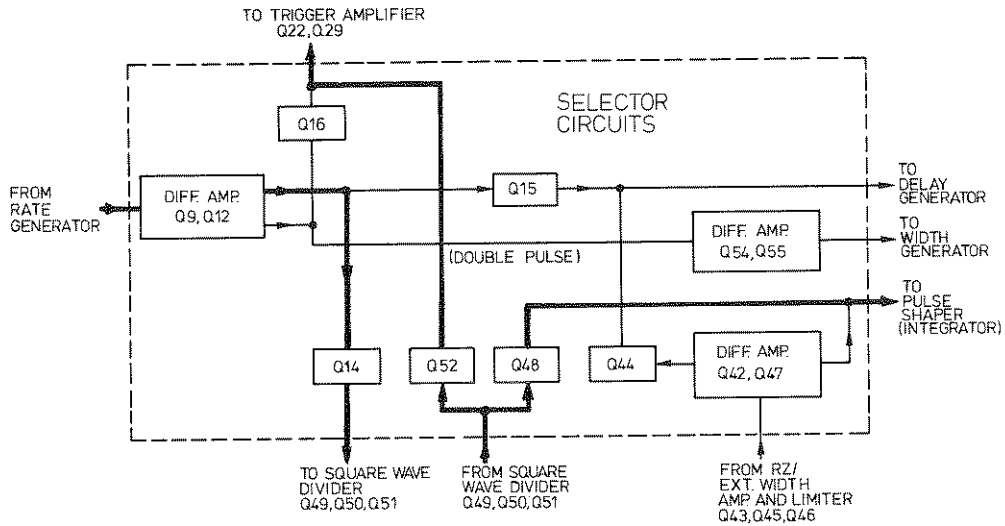 TO TRIGGER AMPLIFIER
Q22,Q29
SELECTOR
CIRCUITS
Q16
FROM
RATE
GENERATOR
DIFF. AMP.
Q9,Q12
Q15
TO
DELAY
GENERATOR
(DOUBLE PULSE)
DIFF. AMP.
Q54,Q55
TO
WIDTH
GENERATOR
TO
PULSE
SHAPER
(INTEGRATOR)
Q14
Q52
Q48
Q44
DIFF. AMP.
Q42,Q47
TO SQUARE WAVE
DIVIDER
Q49,Q50,Q51
FROM SQUARE
WAVE DIVIDER
Q49,Q50,Q51
FROM RZ/
EXT. WIDTH
AMP. AND LIMITER
Q43,Q45,Q46